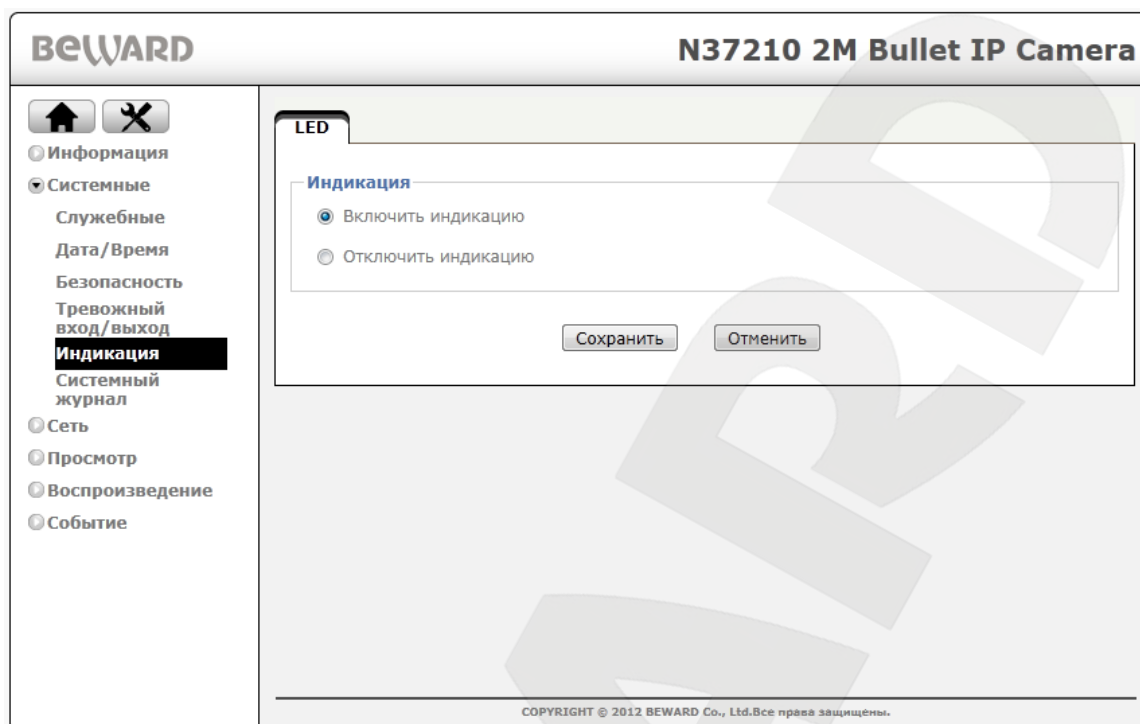 BEWARD
N37210 2M Bullet IP Camera
Информация
Системные
Служебные
Дата/Время
Безопасность
Тревожный
вход/выход
Индикация
Системный
журнал
Сеть
Просмотр
Воспроизведение
Событие
LED
Индикация
Включить индикацию
Отключить индикацию
Сохранить Отменить
COPYRIGHT © 2012 BEWARD Co., Ltd.Все права защищены.
ARD